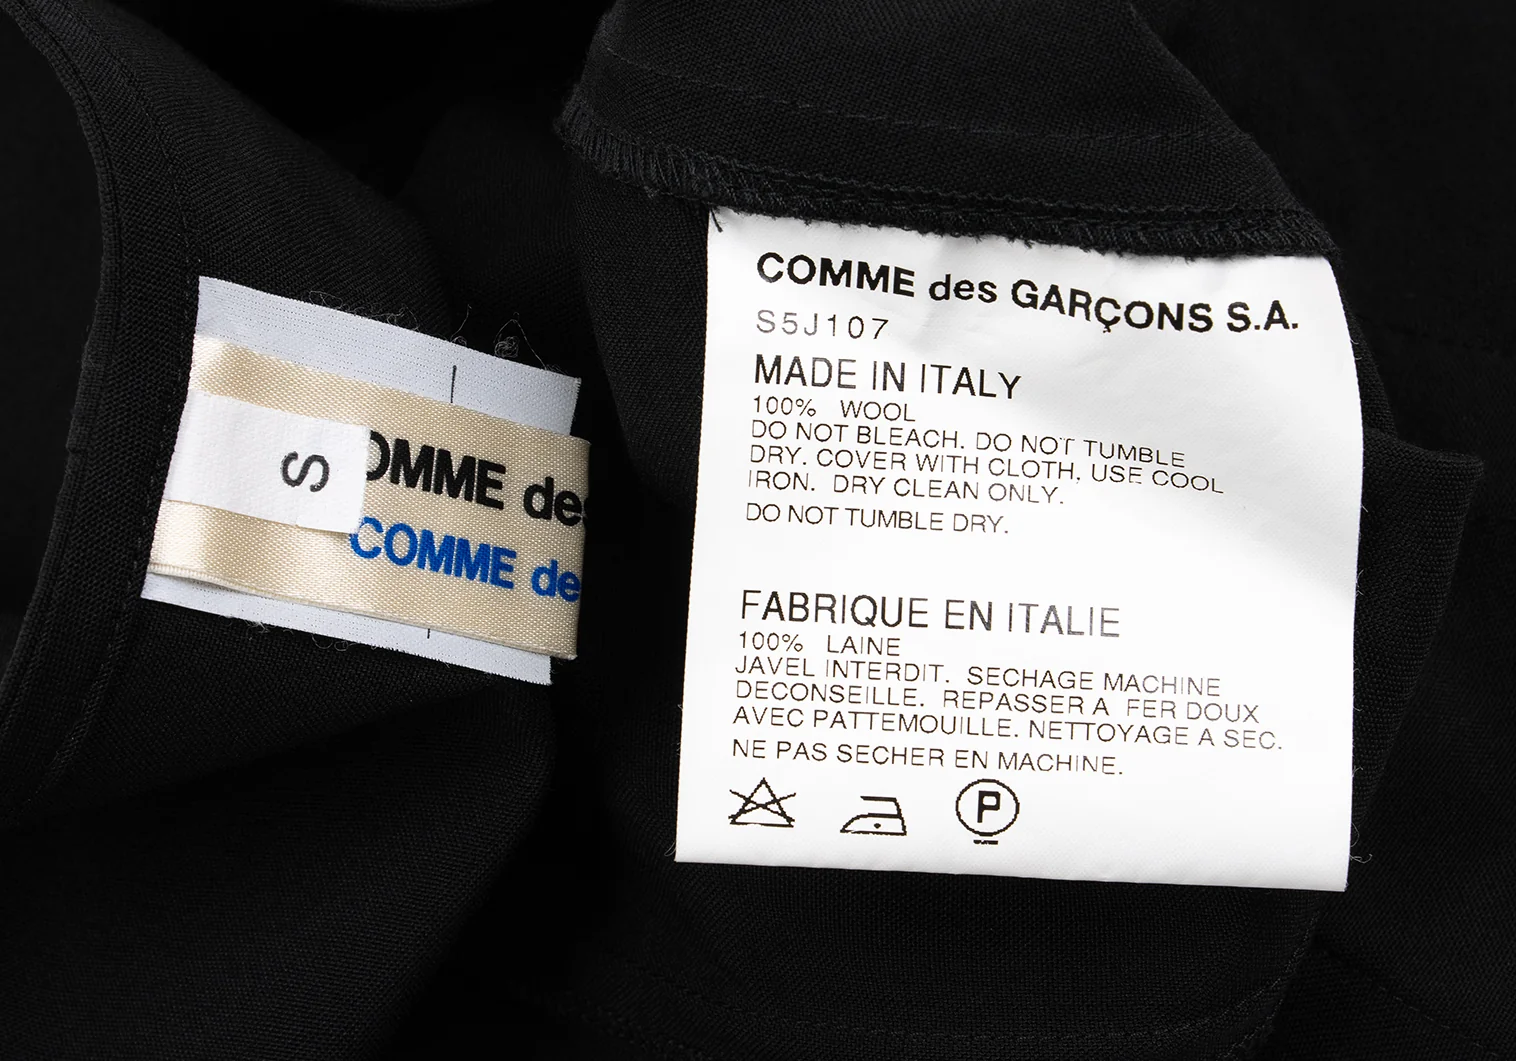 S
OMME des
COMME de
COMME des GARÇONS S.A.
S5J107
MADE IN ITALY
100% WOOL
DO NOT BLEACH. DO NOT TUMBLE
DRY. COVER WITH CLOTH, USE COOL
IRON. DRY CLEAN ONLY.
DO NOT TUMBLE DRY.
FABRIQUE EN ITALIE
100% LAINE
JAVEL INTERDIT. SECHAGE MACHINE
DECONSEILLE. REPASSER A FER DOUX
AVEC PATTEMOUILLE. NETTOYAGE A SEC.
NE PAS SECHER EN MACHINE.
P